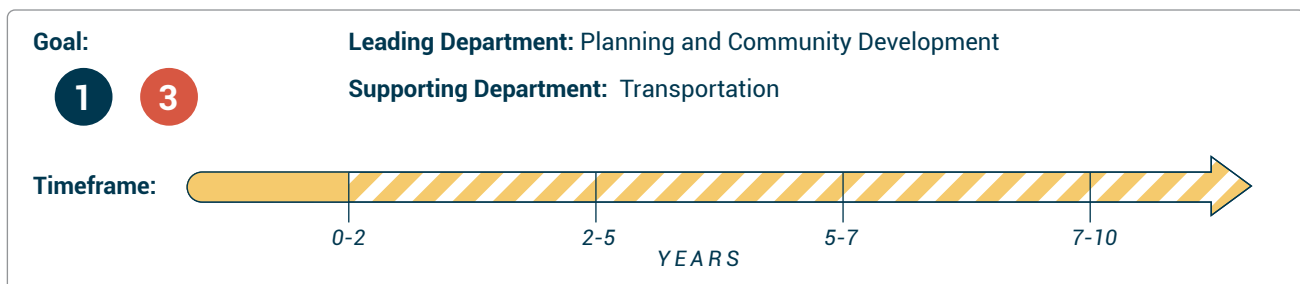 Goal:
Leading Department: Planning and Community Development
1 3
Supporting Department: Transportation
Timeframe:
0-2 2-5 5-7 7-10
YEARS